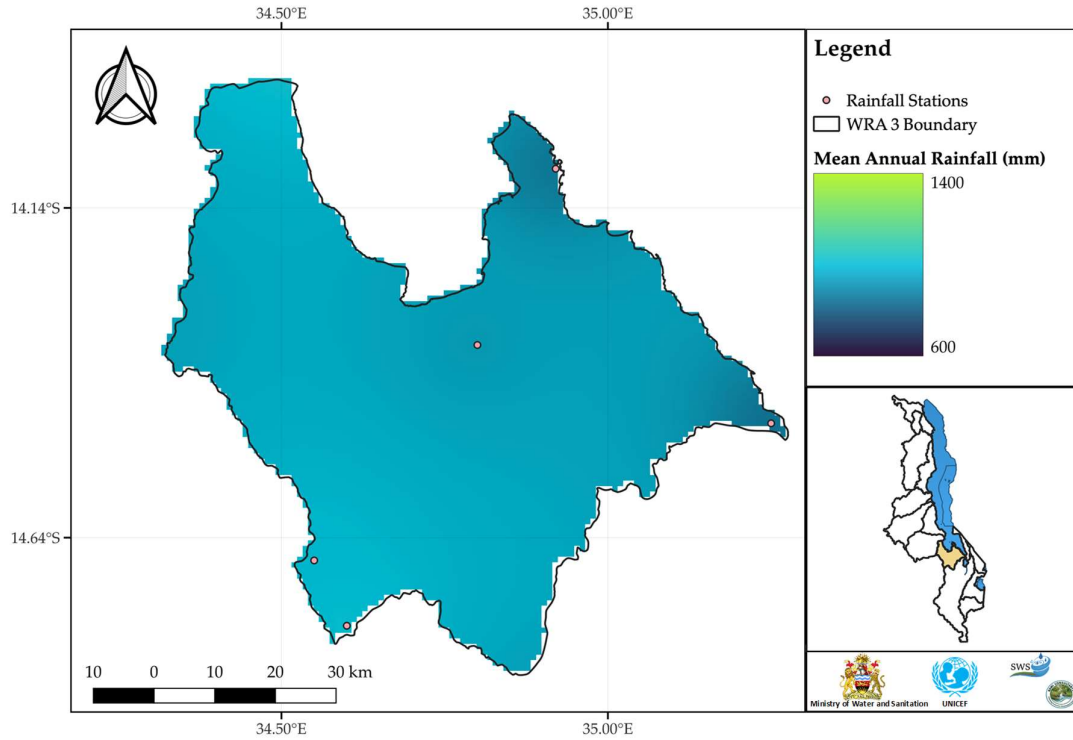 34.50°E
35.00°E
14.14°S
14.64°S
10 0 10 20 30 km
34.50°E
35.00°E
Legend
Rainfall Stations
WRA 3 Boundary
Mean Annual Rainfall (mm)
1400
600
SWS
Ministry of Water and Sanitation
UNICEF